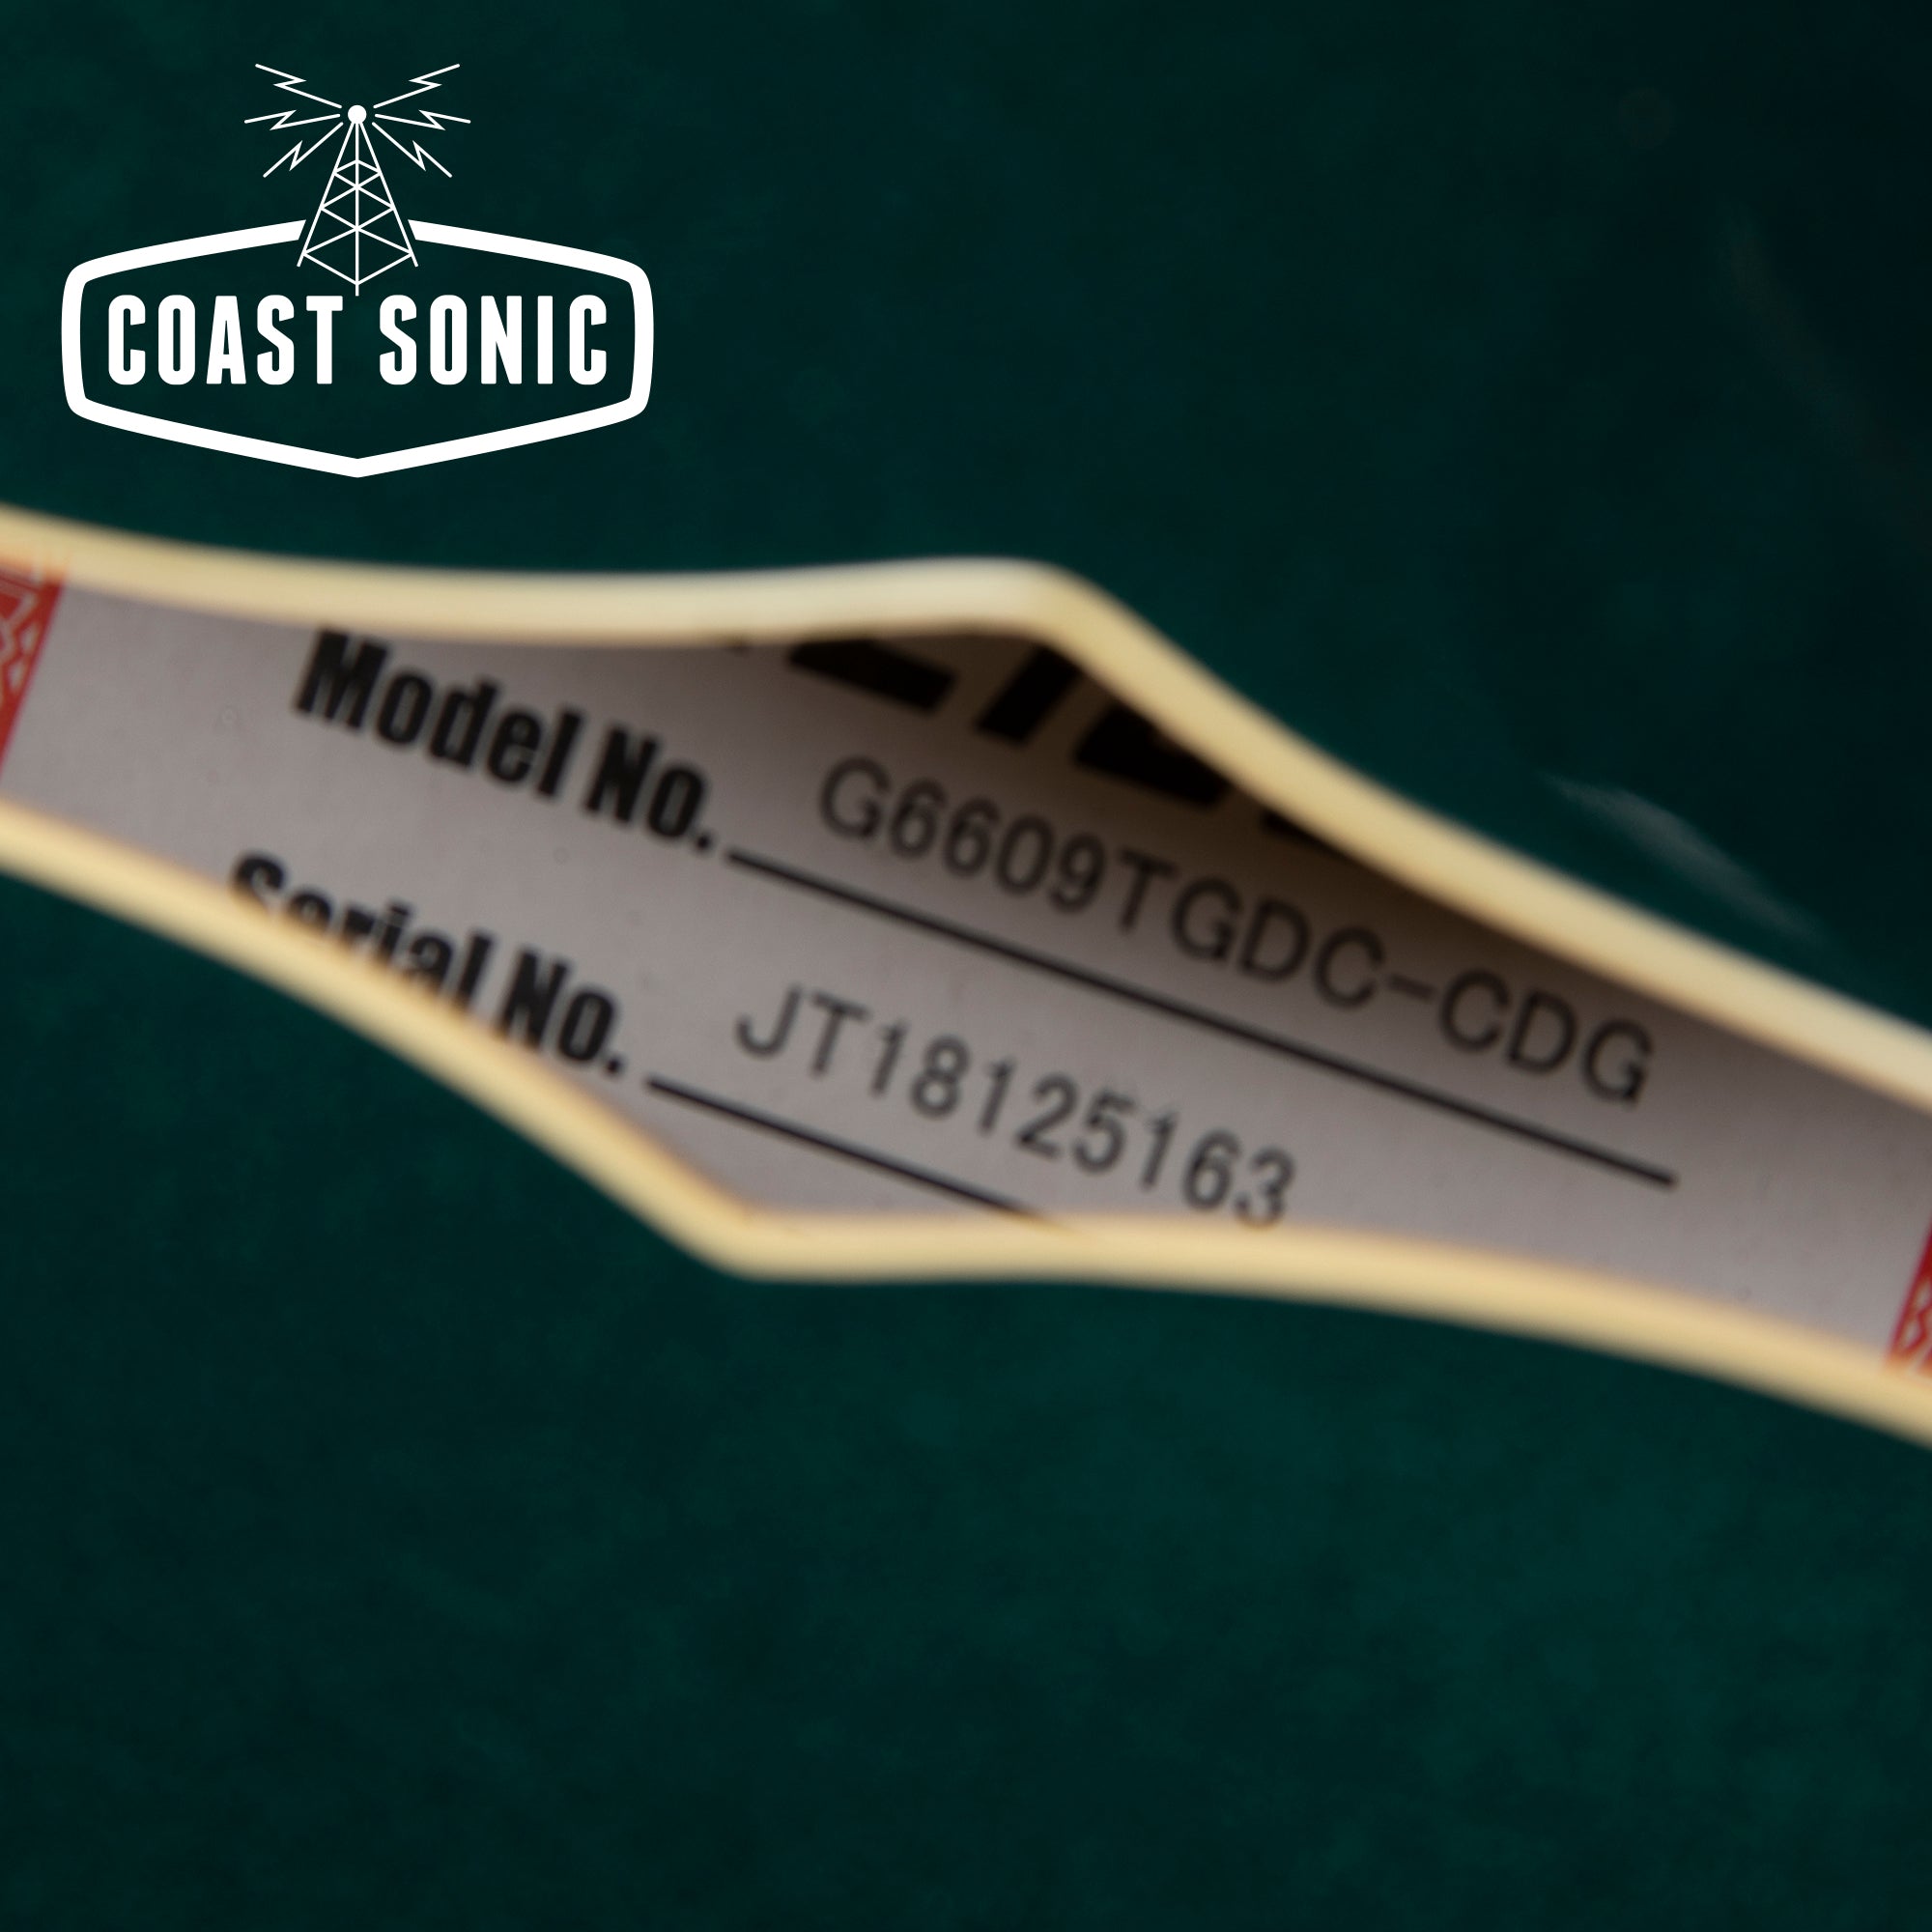 COAST SONIC
Model No. G6609TGDC-CDG
Serial No. JT18125163